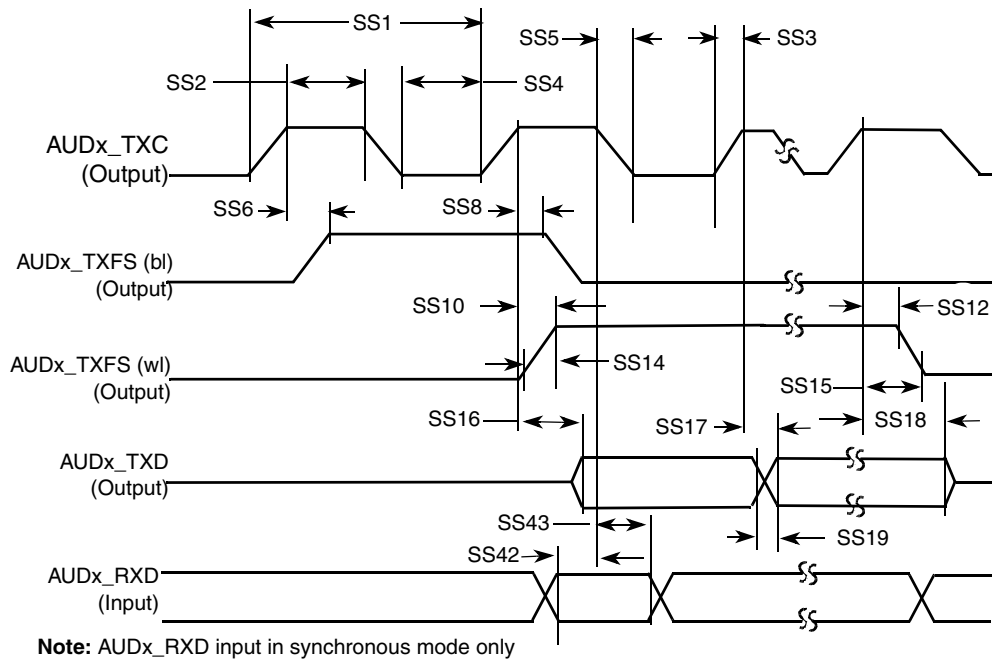 SS1
SS5
SS3
SS2
SS4
AUDx_TXC
(Output)
SS6
SS8
AUDx_TXFS (bl)
(Output)
SS10
SS12
AUDx_TXFS (wl)
(Output)
SS14
SS15
SS16
SS17
SS18
AUDx_TXD
(Output)
SS43
SS19
SS42
AUDx_RXD
(Input)
Note: AUDx_RXD input in synchronous mode only